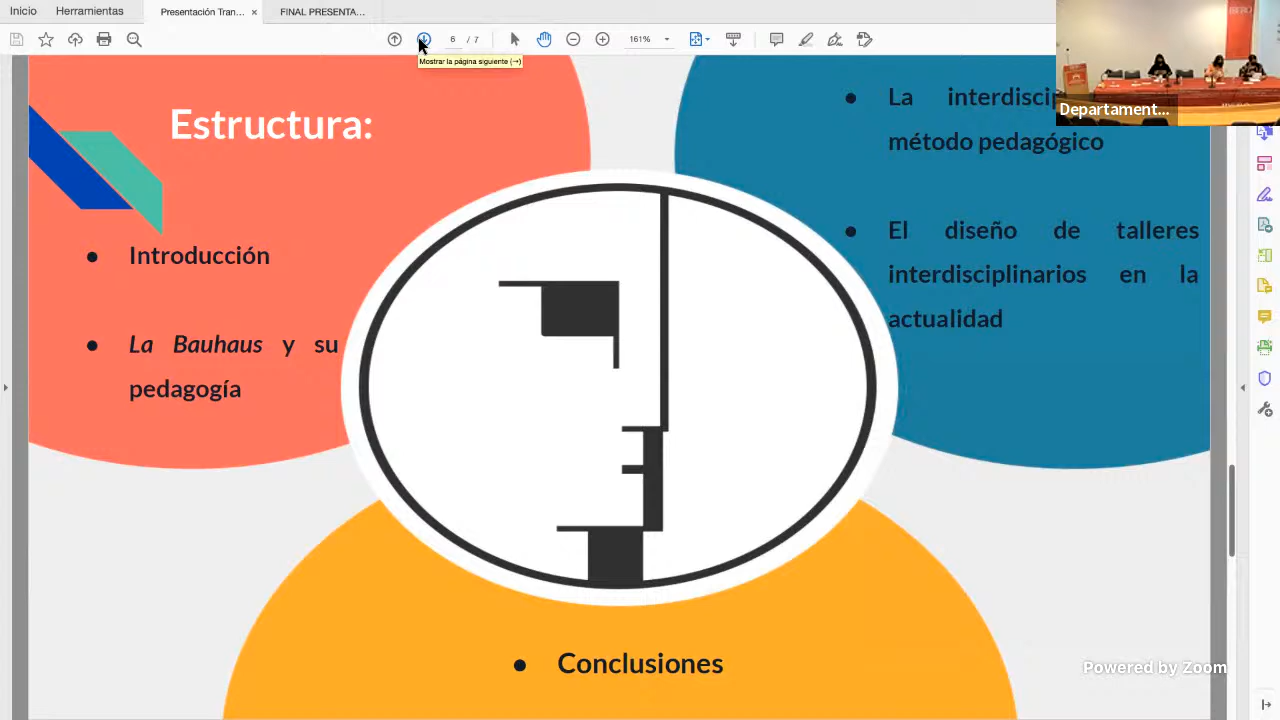 Inicio
Herramientas
Presentación Tran...
FINAL PRESENTA...
6 / 7
161%
Mostrar la página siguiente (→)
Departament...
Estructura:
● Introducción
● La Bauhaus y su
pedagogía
● La
método pedagógico
● El diseño de talleres
interdisciplinarios en la
actualidad
● Conclusiones
Powered by Zoom